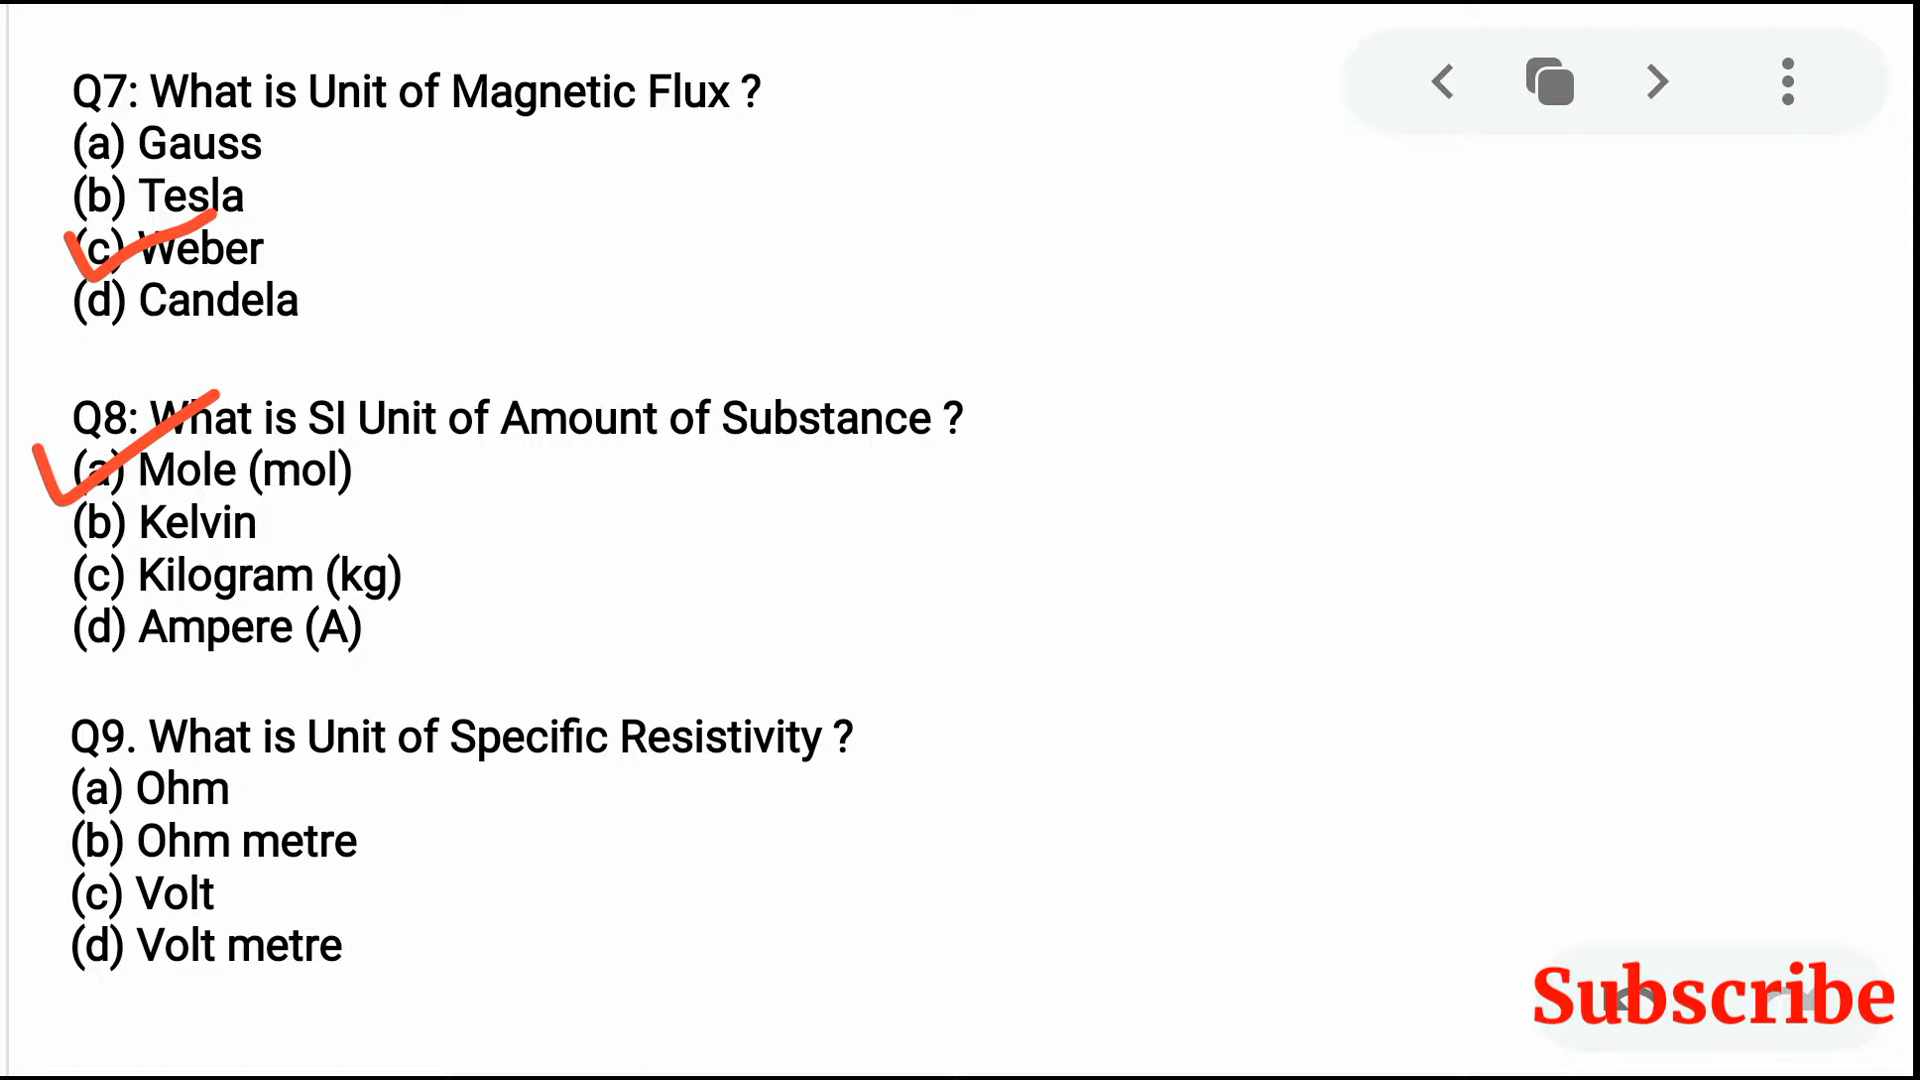 Q7: What is Unit of Magnetic Flux ?
(a) Gauss
(b) Tesla
(c) Weber
(d) Candela
Q8: What is SI Unit of Amount of Substance ?
(a) Mole (mol)
(b) Kelvin
(c) Kilogram (kg)
(d) Ampere (A)
Q9. What is Unit of Specific Resistivity ?
(a) Ohm
(b) Ohm metre
(c) Volt
(d) Volt metre
Subscribe